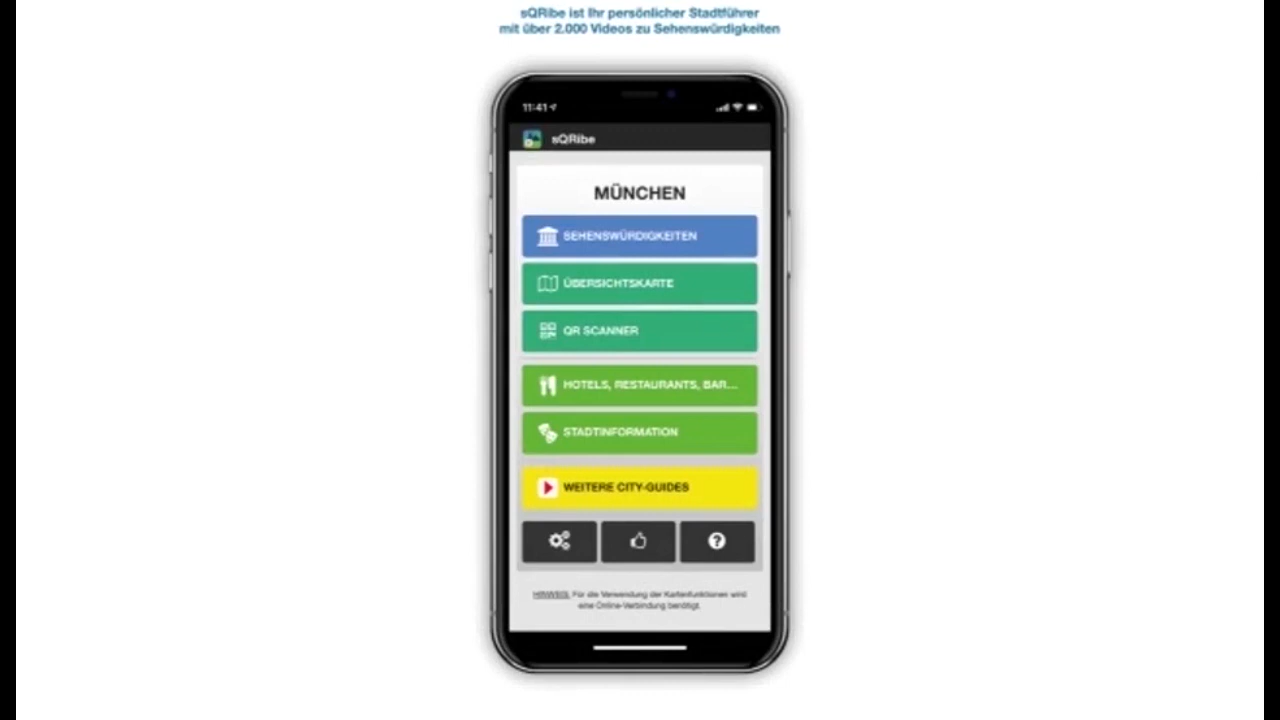 sQRibe ist Ihr persönlicher Stadtführer
mit über 2.000 Videos zu Sehenswürdigkeiten
11:41
sQRibe
MÜNCHEN
SEHENSWÜRDIGKEITEN
ÜBERSICHTSKARTE
QR SCANNER
HOTELS, RESTAURANTS, BAR...
STADTINFORMATION
WEITERE CITY-GUIDES
HINWEIS: Für die Verwendung der Kartenfunktionen wird
eine Online-Verbindung benötigt.